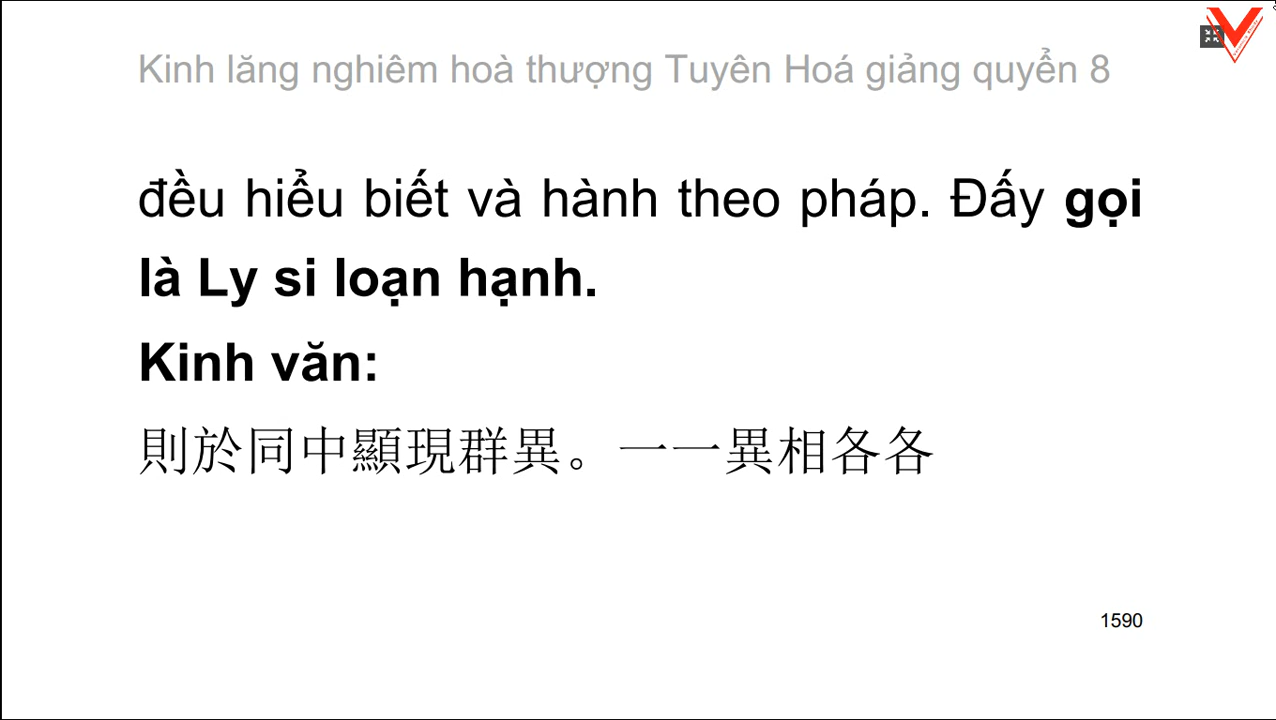 Kinh lăng nghiêm hoà thượng Tuyên Hoá giảng quyển 8
đều hiểu biết và hành theo pháp. Đấy gọi
là Ly si loạn hạnh.
Kinh văn:
則於同中顯現群異。一一異相各各
1590